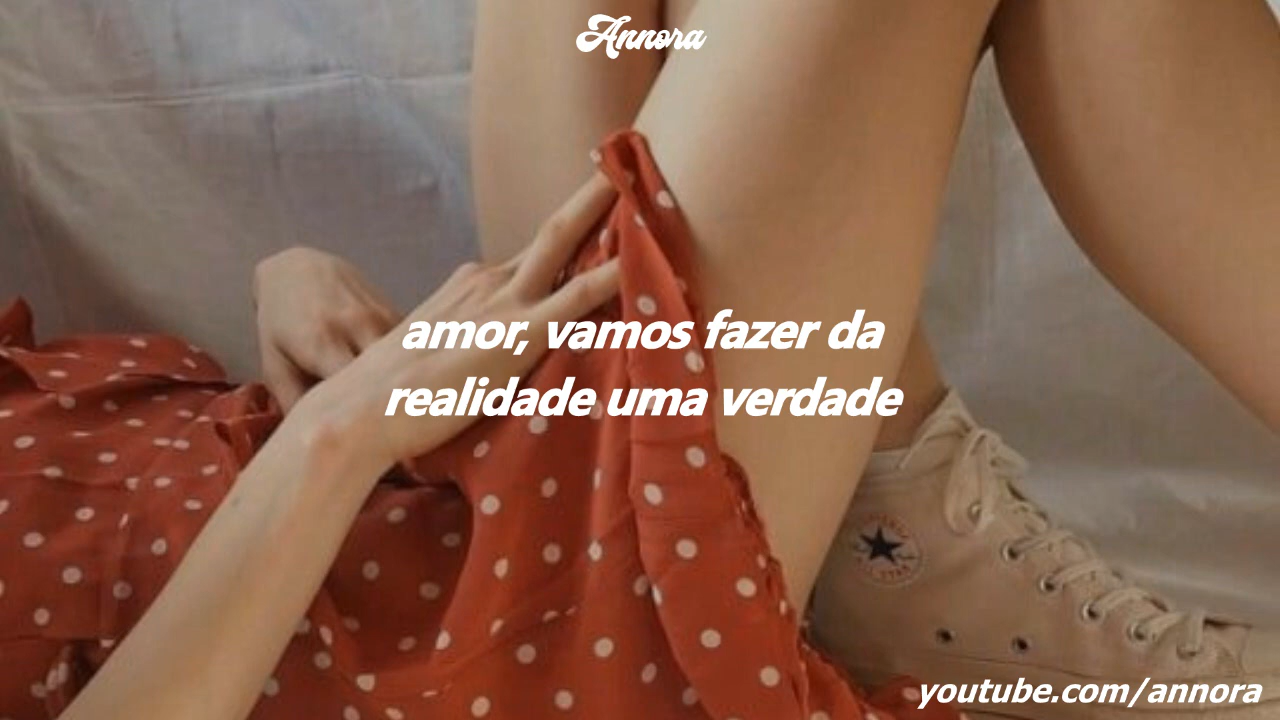 Annora
amor, vamos fazer da
realidade uma verdade
youtube.com/annora